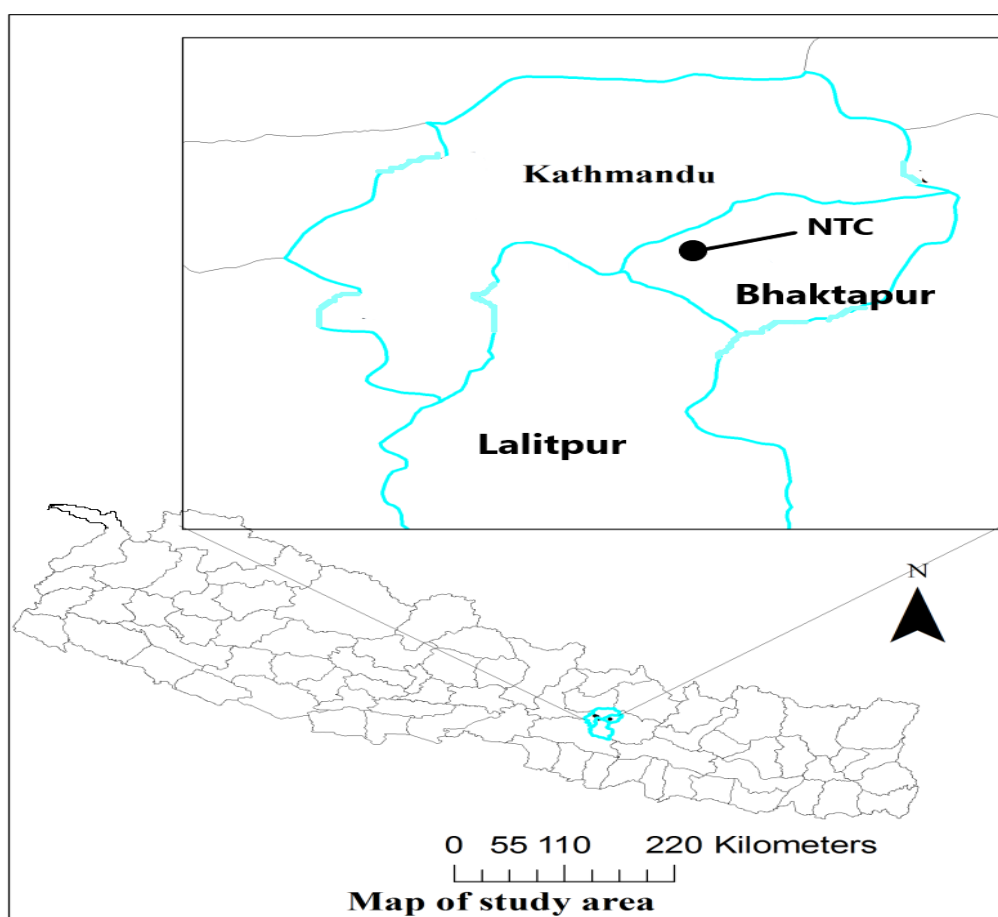 Kathmandu
NTC
Bhaktapur
Lalitpur
N
0 55 110 220 Kilometers
Map of study area